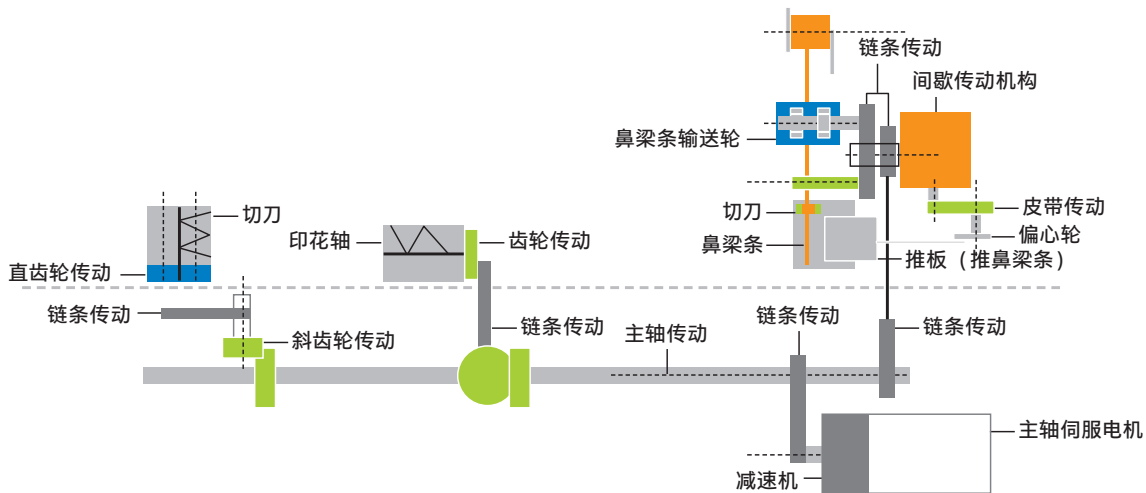 链条传动
间歇传动机构
鼻梁条输送轮
切刀
切刀
皮带传动
印花轴
齿轮传动
偏心轮
鼻梁条
推板（推鼻梁条）
直齿轮传动
链条传动
链条传动
链条传动
链条传动
斜齿轮传动
主轴传动
主轴伺服电机
减速机